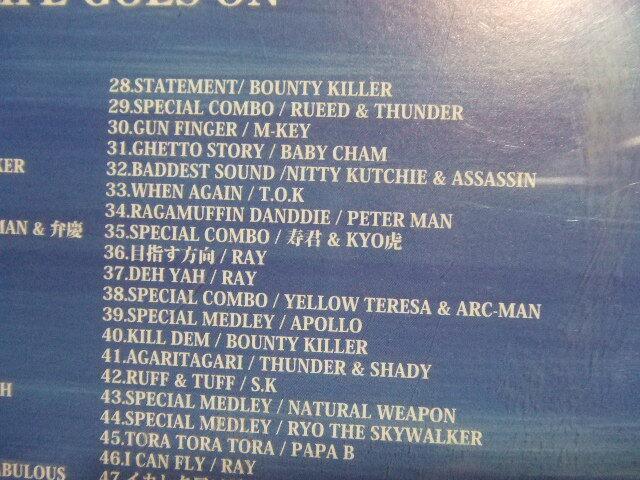 GOES ON
28.STATEMENT/ BOUNTY KILLER
29.SPECIAL COMBO / RUEED & THUNDER
30.GUN FINGER / M-KEY
31.GHETTO STORY / BABY CHAM
32.BADDEST SOUND /NITTY KUTCHIE & ASSASSIN
33.WHEN AGAIN / T.O.K
34.RAGAMUFFIN DANDDIE / PETER MAN
& 弁慶
35.SPECIAL COMBO / 寿君 & KYO虎
36.目指す方向 / RAY
37.DEH YAH / RAY
38.SPECIAL COMBO / YELLOW TERESA & ARC-MAN
39.SPECIAL MEDLEY / APOLLO
40.KILL DEM / BOUNTY KILLER
41.AGARITAGARI / THUNDER & SHADY
42.RUFF & TUFF / S.K
43.SPECIAL MEDLEY / NATURAL WEAPON
44.SPECIAL MEDLEY / RYO THE SKYWALKER
45.TORA TORA TORA / PAPA B
46.I CAN FLY / RAY